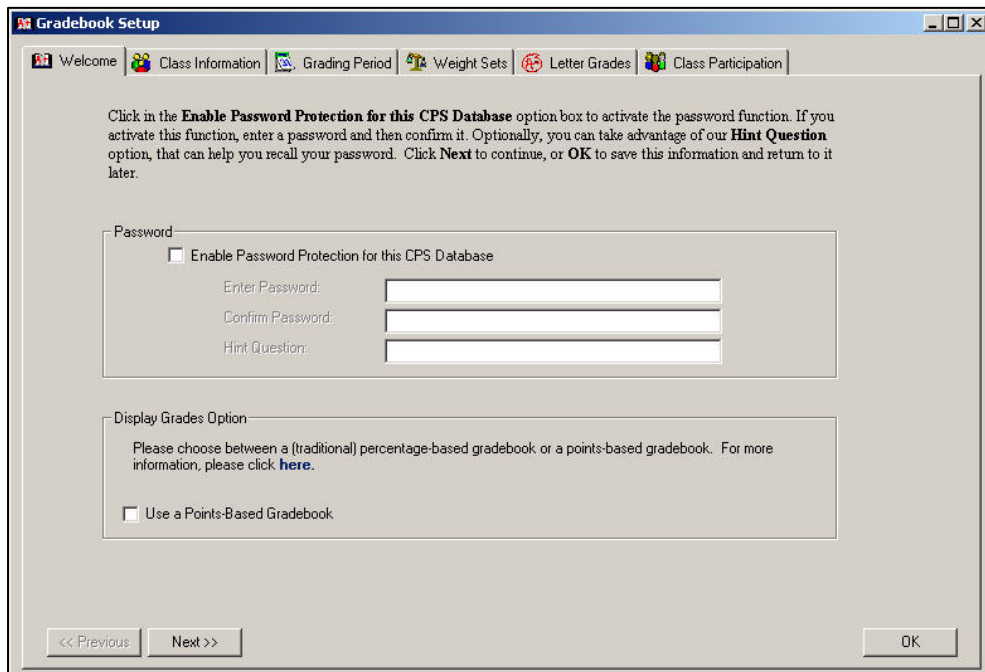 Gradebook Setup
Welcome
Class Information
Grading Period
Weight Sets
Letter Grades
Class Participation
Click in the Enable Password Protection for this CPS Database option box to activate the password function. If you
activate this function, enter a password and then confirm it. Optionally, you can take advantage of our Hint Question
option, that can help you recall your password. Click Next to continue, or OK to save this information and return to it
later.
Password
Enable Password Protection for this CPS Database
Enter Password:
Confirm Password:
Hint Question:
Display Grades Option
Please choose between a (traditional) percentage-based gradebook or a points-based gradebook. For more
information, please click here.
Use a Points-Based Gradebook
<< Previous
Next >>
OK